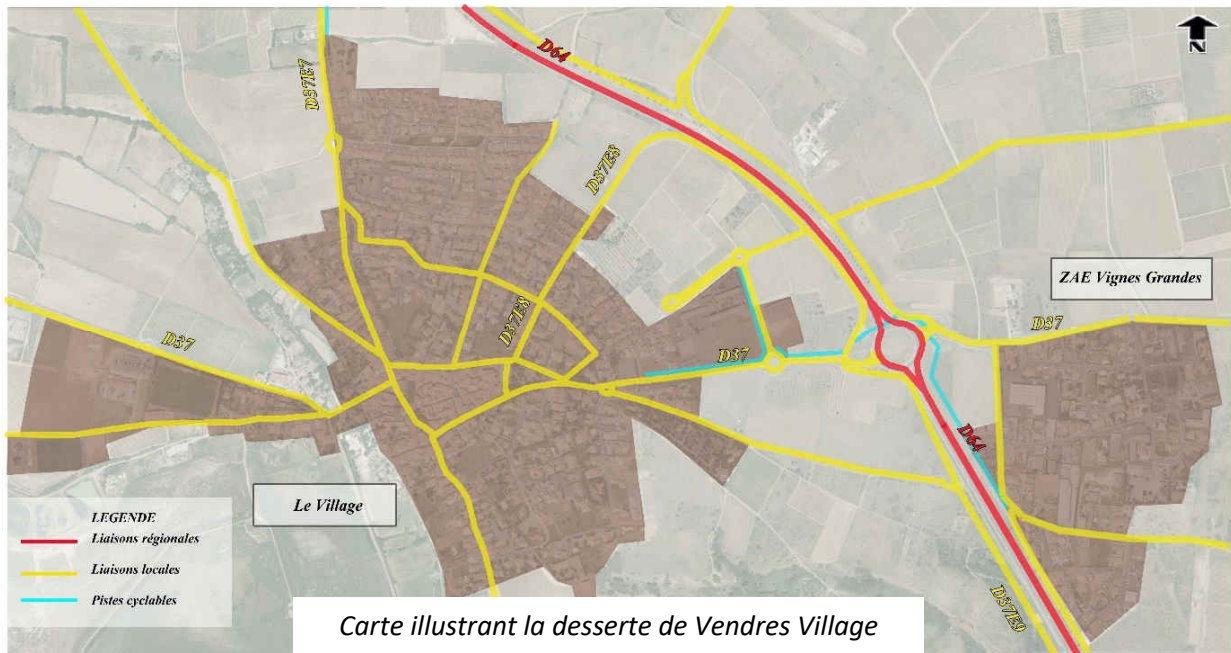 D64
N
D37E7
D37E8
ZAE Vignes Grandes
D37E8
D37
D37
D37
D64
Le Village
LEGENDE
Liaisons régionales
Liaisons locales
Pistes cyclables
D37E9
Carte illustrant la desserte de Vendres Village